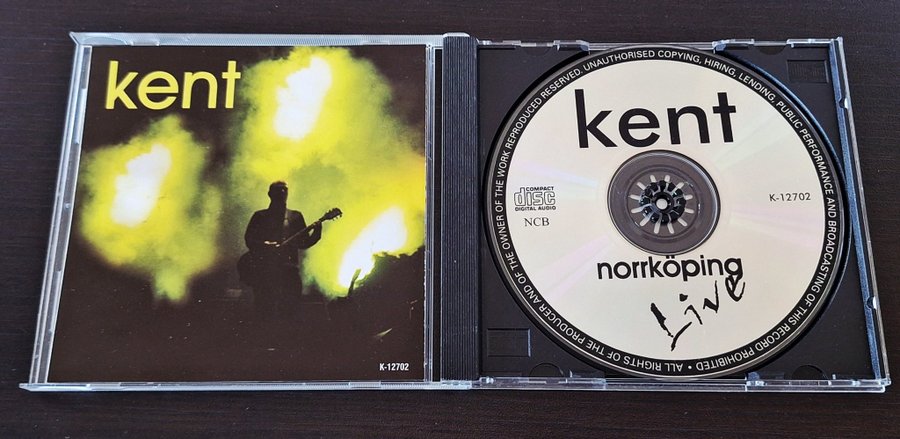 kent
K-12702
ALL RIGHTS OF THE PRODUCER AND OF THE OWNER OF THE WORK REPRODUCED RESERVED. UNAUTHORISED COPYING, HIRING, LENDING, PUBLIC PERFORMANCE AND BROADCASTING OF THIS RECORD PROHIBITED •
kent
COMPACT
disc
DIGITAL AUDIO
NCB
K-12702
norrköping
Live